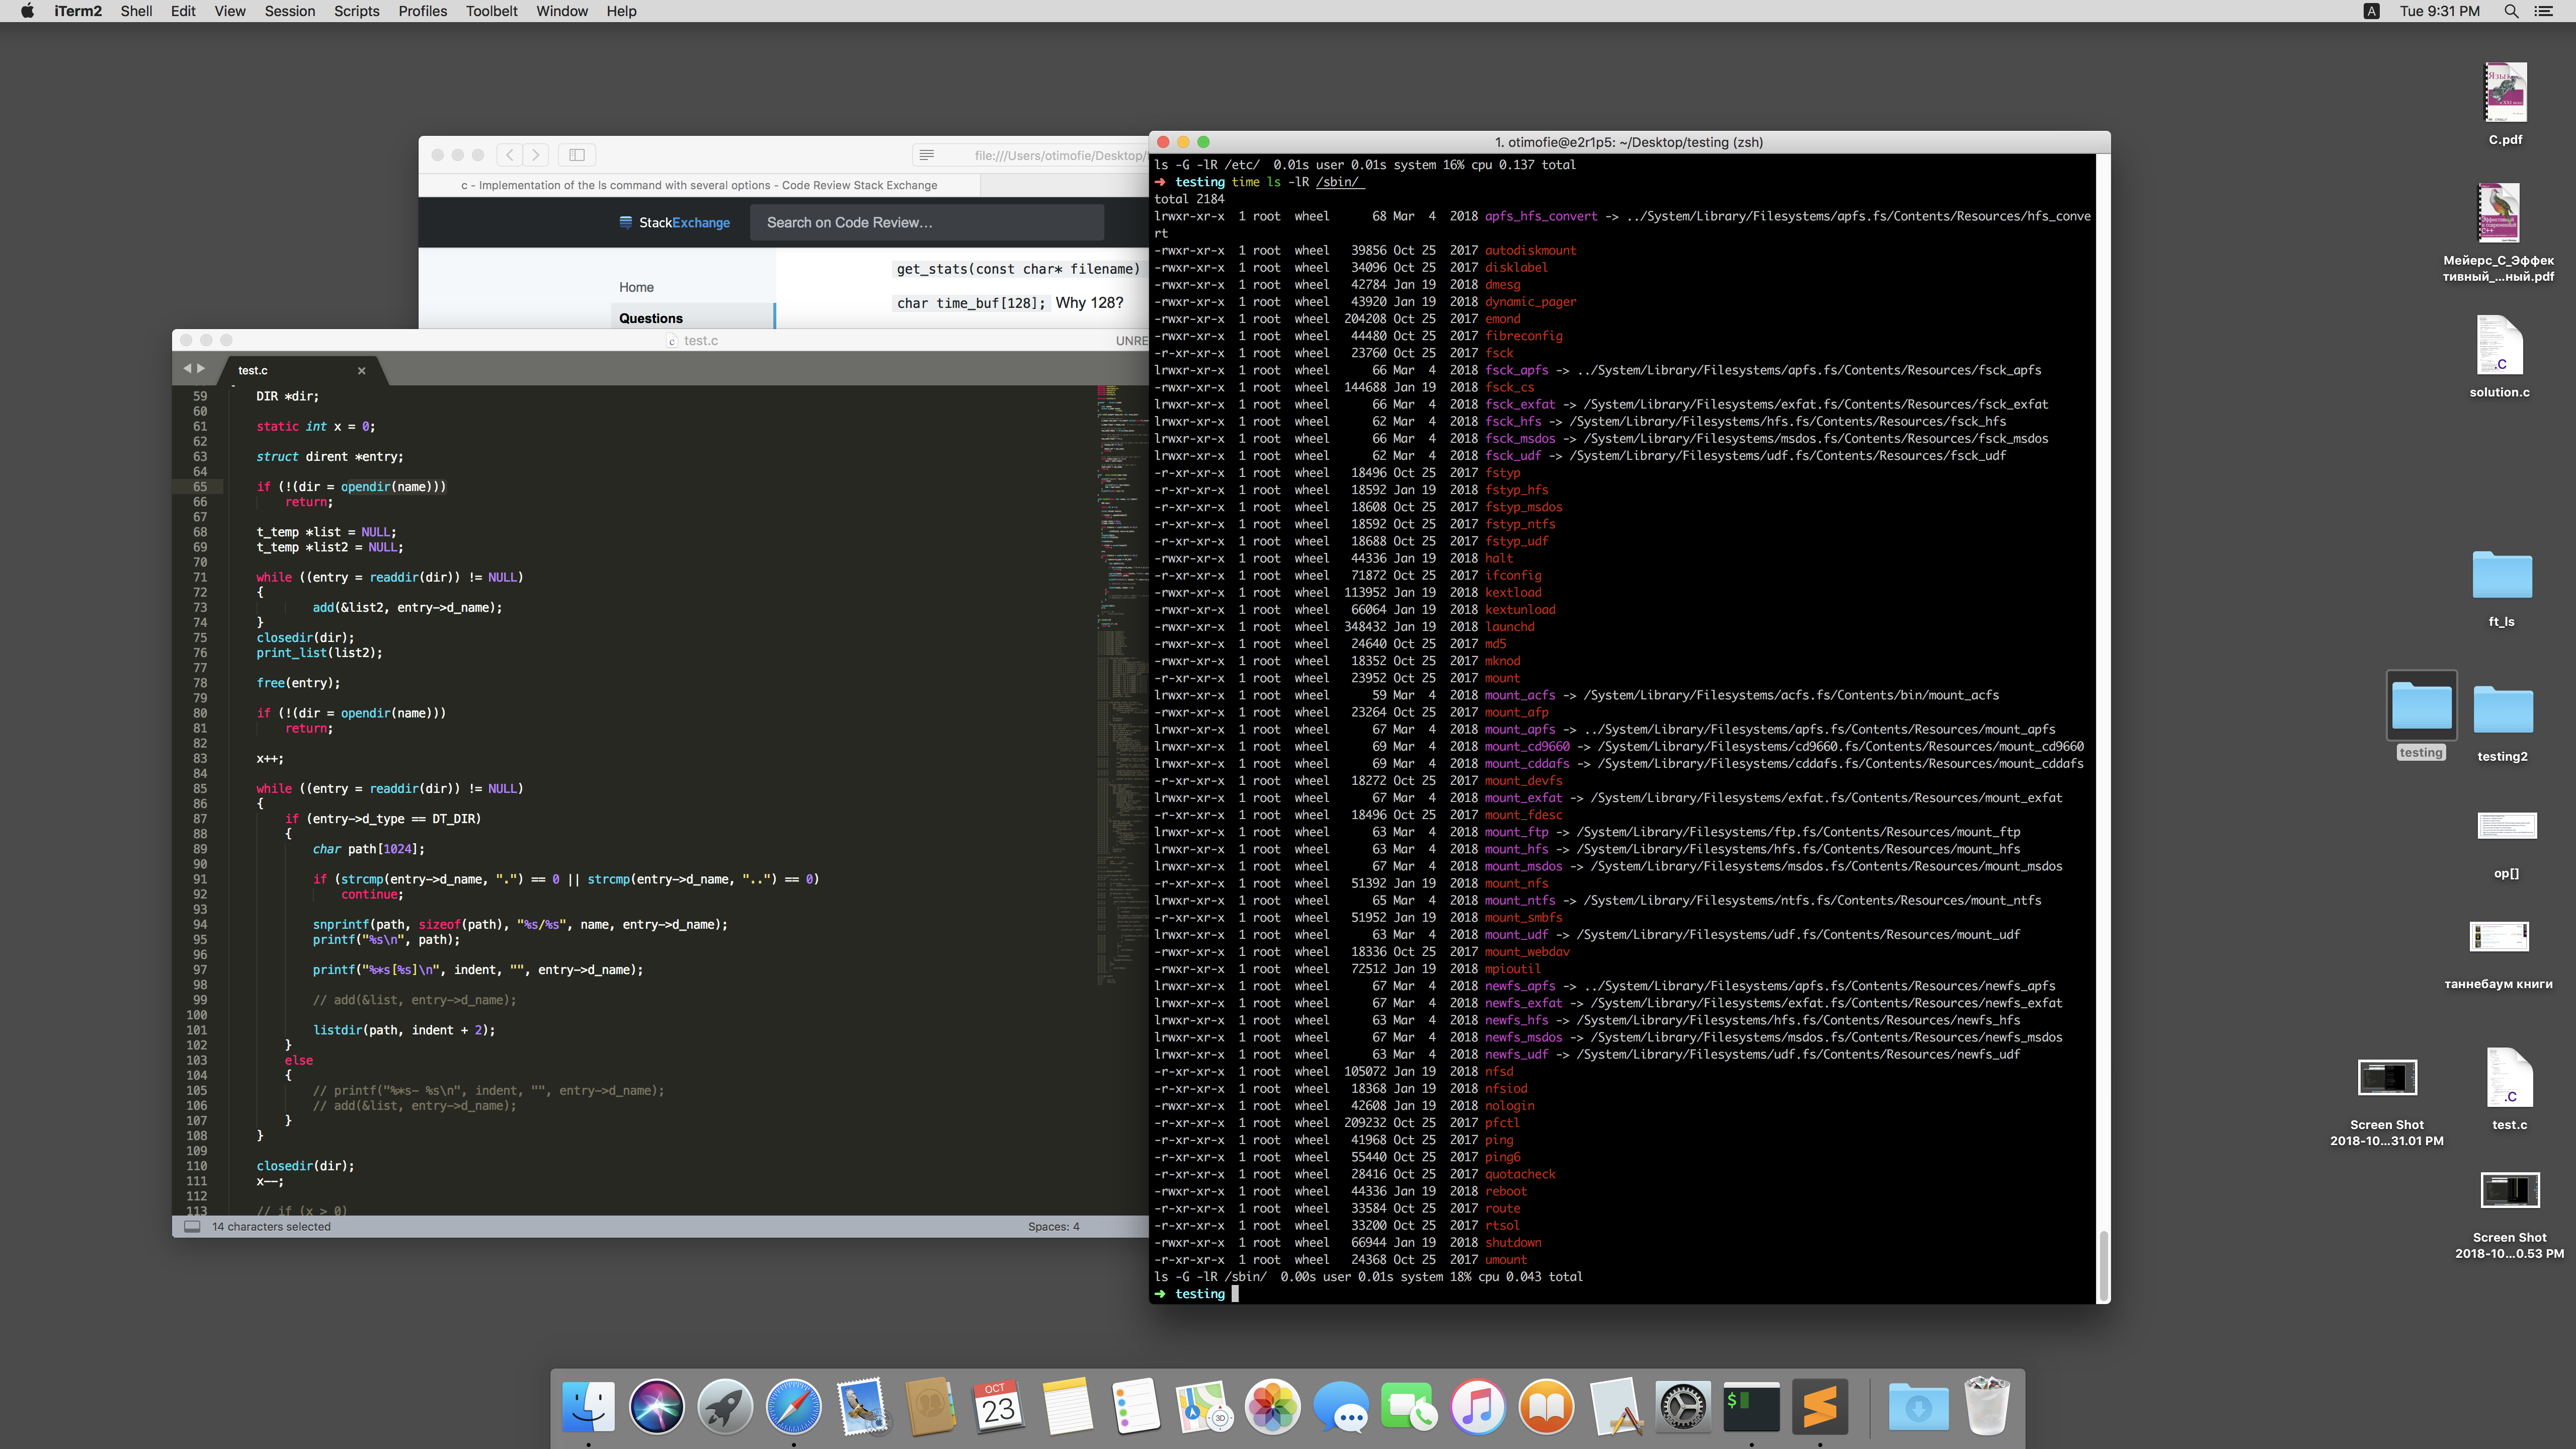 iTerm2 Shell Edit View Session Scripts Profiles Toolbelt Window Help
A Tue 9:31 PM
file:///Users/otimofie/Desktop/
c - Implementation of the ls command with several options - Code Review Stack Exchange
StackExchange
Search on Code Review…
Home
Questions
get_stats(const char* filename)
char time_buf[128]; Why 128?
test.c
UNRE
test.c
59 DIR *dir;
60
61 static int x = 0;
62
63 struct dirent *entry;
64
65 if (!(dir = opendir(name)))
66 return;
67
68 t_temp *list = NULL;
69 t_temp *list2 = NULL;
70
71 while ((entry = readdir(dir)) != NULL)
72 {
73 add(&list2, entry->d_name);
74 }
75 closedir(dir);
76 print_list(list2);
77
78 free(entry);
79
80 if (!(dir = opendir(name)))
81 return;
82
83 x++;
84
85 while ((entry = readdir(dir)) != NULL)
86 {
87 if (entry->d_type == DT_DIR)
88 {
89 char path[1024];
90
91 if (strcmp(entry->d_name, ".") == 0 || strcmp(entry->d_name, "..") == 0)
92 continue;
93
94 snprintf(path, sizeof(path), "%s/%s", name, entry->d_name);
95 printf("%s\n", path);
96
97 printf("%*s[%s]\n", indent, "", entry->d_name);
98
99 // add(&list, entry->d_name);
100
101 listdir(path, indent + 2);
102 }
103 else
104 {
105 // printf("%*s- %s\n", indent, "", entry->d_name);
106 // add(&list, entry->d_name);
107 }
108 }
109
110 closedir(dir);
111 x--;
112
113 // if (x > 0)
14 characters selected
Spaces: 4
1. otimofie@e2r1p5: ~/Desktop/testing (zsh)
ls -G -lR /etc/ 0.01s user 0.01s system 16% cpu 0.137 total
➜ testing time ls -lR /sbin/
total 2184
lrwxr-xr-x 1 root wheel 68 Mar 4 2018 apfs_hfs_convert -> ../System/Library/Filesystems/apfs.fs/Contents/Resources/hfs_conve
rt
-rwxr-xr-x 1 root wheel 39856 Oct 25 2017 autodiskmount
-r-xr-xr-x 1 root wheel 34096 Oct 25 2017 disklabel
-rwxr-xr-x 1 root wheel 42784 Jan 19 2018 dmesg
-rwxr-xr-x 1 root wheel 43920 Jan 19 2018 dynamic_pager
-rwxr-xr-x 1 root wheel 204208 Oct 25 2017 emond
-rwxr-xr-x 1 root wheel 44480 Oct 25 2017 fibreconfig
-r-xr-xr-x 1 root wheel 23760 Oct 25 2017 fsck
lrwxr-xr-x 1 root wheel 66 Mar 4 2018 fsck_apfs -> ../System/Library/Filesystems/apfs.fs/Contents/Resources/fsck_apfs
-rwxr-xr-x 1 root wheel 144688 Jan 19 2018 fsck_cs
lrwxr-xr-x 1 root wheel 66 Mar 4 2018 fsck_exfat -> /System/Library/Filesystems/exfat.fs/Contents/Resources/fsck_exfat
lrwxr-xr-x 1 root wheel 62 Mar 4 2018 fsck_hfs -> /System/Library/Filesystems/hfs.fs/Contents/Resources/fsck_hfs
lrwxr-xr-x 1 root wheel 66 Mar 4 2018 fsck_msdos -> /System/Library/Filesystems/msdos.fs/Contents/Resources/fsck_msdos
lrwxr-xr-x 1 root wheel 62 Mar 4 2018 fsck_udf -> /System/Library/Filesystems/udf.fs/Contents/Resources/fsck_udf
-r-xr-xr-x 1 root wheel 18496 Oct 25 2017 fstyp
-r-xr-xr-x 1 root wheel 18592 Jan 19 2018 fstyp_hfs
-r-xr-xr-x 1 root wheel 18608 Oct 25 2017 fstyp_msdos
-r-xr-xr-x 1 root wheel 18592 Oct 25 2017 fstyp_ntfs
-r-xr-xr-x 1 root wheel 18688 Oct 25 2017 fstyp_udf
-rwxr-xr-x 1 root wheel 44336 Jan 19 2018 halt
-r-xr-xr-x 1 root wheel 71872 Oct 25 2017 ifconfig
-rwxr-xr-x 1 root wheel 113952 Jan 19 2018 kextload
-rwxr-xr-x 1 root wheel 66064 Jan 19 2018 kextunload
-rwxr-xr-x 1 root wheel 348432 Jan 19 2018 launchd
-rwxr-xr-x 1 root wheel 24640 Oct 25 2017 md5
-rwxr-xr-x 1 root wheel 18352 Oct 25 2017 mknod
-r-xr-xr-x 1 root wheel 23952 Oct 25 2017 mount
lrwxr-xr-x 1 root wheel 59 Mar 4 2018 mount_acfs -> /System/Library/Filesystems/acfs.fs/Contents/bin/mount_acfs
-rwxr-xr-x 1 root wheel 23264 Oct 25 2017 mount_afp
lrwxr-xr-x 1 root wheel 67 Mar 4 2018 mount_apfs -> ../System/Library/Filesystems/apfs.fs/Contents/Resources/mount_apfs
lrwxr-xr-x 1 root wheel 69 Mar 4 2018 mount_cd9660 -> /System/Library/Filesystems/cd9660.fs/Contents/Resources/mount_cd9660
lrwxr-xr-x 1 root wheel 69 Mar 4 2018 mount_cddafs -> /System/Library/Filesystems/cddafs.fs/Contents/Resources/mount_cddafs
-r-xr-xr-x 1 root wheel 18272 Oct 25 2017 mount_devfs
lrwxr-xr-x 1 root wheel 67 Mar 4 2018 mount_exfat -> /System/Library/Filesystems/exfat.fs/Contents/Resources/mount_exfat
-r-xr-xr-x 1 root wheel 18496 Oct 25 2017 mount_fdesc
lrwxr-xr-x 1 root wheel 63 Mar 4 2018 mount_ftp -> /System/Library/Filesystems/ftp.fs/Contents/Resources/mount_ftp
lrwxr-xr-x 1 root wheel 63 Mar 4 2018 mount_hfs -> /System/Library/Filesystems/hfs.fs/Contents/Resources/mount_hfs
lrwxr-xr-x 1 root wheel 67 Mar 4 2018 mount_msdos -> /System/Library/Filesystems/msdos.fs/Contents/Resources/mount_msdos
-r-xr-xr-x 1 root wheel 51392 Jan 19 2018 mount_nfs
lrwxr-xr-x 1 root wheel 65 Mar 4 2018 mount_ntfs -> /System/Library/Filesystems/ntfs.fs/Contents/Resources/mount_ntfs
-r-xr-xr-x 1 root wheel 51952 Jan 19 2018 mount_smbfs
lrwxr-xr-x 1 root wheel 63 Mar 4 2018 mount_udf -> /System/Library/Filesystems/udf.fs/Contents/Resources/mount_udf
-r-xr-xr-x 1 root wheel 18336 Oct 25 2017 mount_webdav
-rwxr-xr-x 1 root wheel 72512 Jan 19 2018 mpioutil
lrwxr-xr-x 1 root wheel 67 Mar 4 2018 newfs_apfs -> ../System/Library/Filesystems/apfs.fs/Contents/Resources/newfs_apfs
lrwxr-xr-x 1 root wheel 67 Mar 4 2018 newfs_exfat -> /System/Library/Filesystems/exfat.fs/Contents/Resources/newfs_exfat
lrwxr-xr-x 1 root wheel 63 Mar 4 2018 newfs_hfs -> /System/Library/Filesystems/hfs.fs/Contents/Resources/newfs_hfs
lrwxr-xr-x 1 root wheel 67 Mar 4 2018 newfs_msdos -> /System/Library/Filesystems/msdos.fs/Contents/Resources/newfs_msdos
lrwxr-xr-x 1 root wheel 63 Mar 4 2018 newfs_udf -> /System/Library/Filesystems/udf.fs/Contents/Resources/newfs_udf
-rwxr-xr-x 1 root wheel 105072 Jan 19 2018 nfsd
-rwxr-xr-x 1 root wheel 18368 Jan 19 2018 nfsiod
-rwxr-xr-x 1 root wheel 42608 Jan 19 2018 nologin
-r-xr-xr-x 1 root wheel 209232 Oct 25 2017 pfctl
-r-xr-xr-x 1 root wheel 41968 Oct 25 2017 ping
-r-xr-xr-x 1 root wheel 55440 Oct 25 2017 ping6
-r-xr-xr-x 1 root wheel 28416 Oct 25 2017 quotacheck
-rwxr-xr-x 1 root wheel 44336 Jan 19 2018 reboot
-r-xr-xr-x 1 root wheel 33584 Oct 25 2017 route
-r-xr-xr-x 1 root wheel 33200 Oct 25 2017 rtsol
-rwxr-xr-x 1 root wheel 66944 Jan 19 2018 shutdown
-r-xr-xr-x 1 root wheel 24368 Oct 25 2017 umount
ls -G -lR /sbin/ 0.00s user 0.01s system 18% cpu 0.043 total
➜ testing
C.pdf
Мейерс_С_Эффек
тивный_...ный.pdf
.C
solution.c
ft_ls
testing
testing2
op[]
таннебаум книги
Screen Shot
2018-10...31.01 PM
.C
test.c
Screen Shot
2018-10...0.53 PM
OCT
23
3D
$